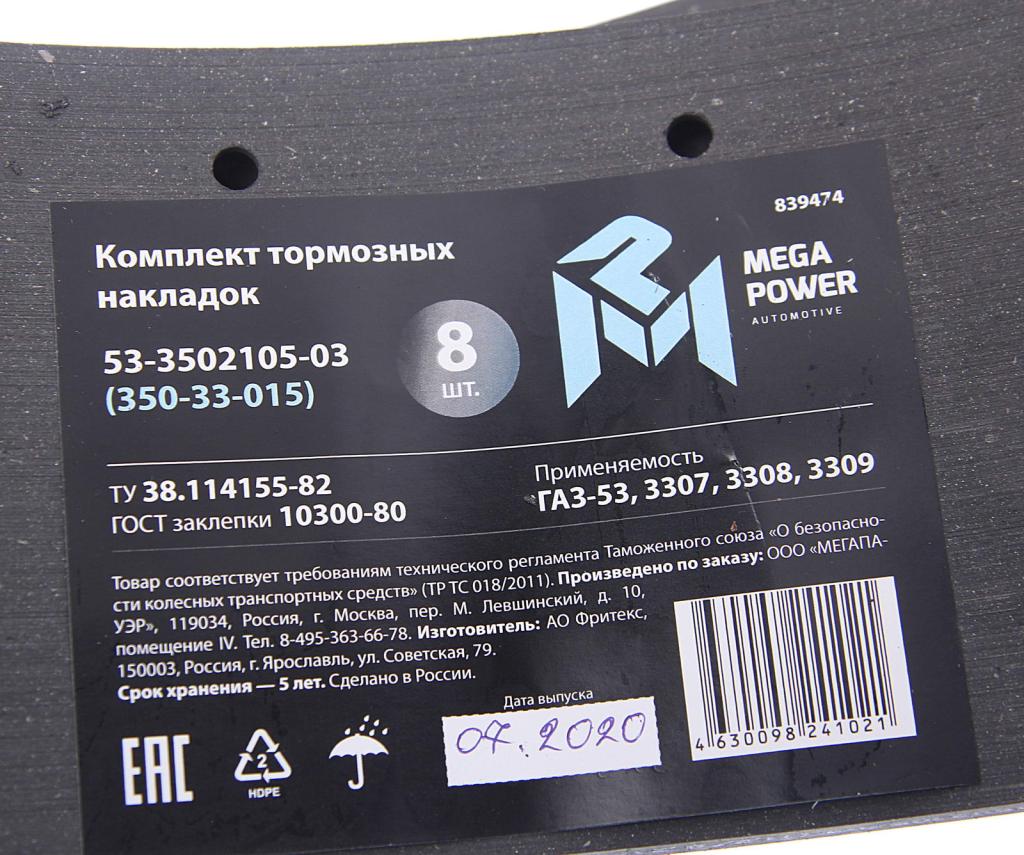 839474
Комплект тормозных
накладок
MEGA
POWER
AUTOMOTIVE
53-3502105-03
(350-33-015)
8
шт.
ТУ 38.114155-82
ГОСТ заклепки 10300-80
Применяемость
ГАЗ-53, 3307, 3308, 3309
Товар соответствует требованиям технического регламента Таможенного союза «О безопасно-
сти колесных транспортных средств» (ТР ТС 018/2011). Произведено по заказу: ООО «МЕГАПА-
УЭР», 119034, Россия, г. Москва, пер. М. Левшинский, д. 10,
помещение IV. Тел. 8-495-363-66-78. Изготовитель: АО Фритекс,
150003, Россия, г. Ярославль, ул. Советская, 79.
Срок хранения — 5 лет. Сделано в России.
Дата выпуска
07.2020
EAC
2
HDPE
4 630098 241021